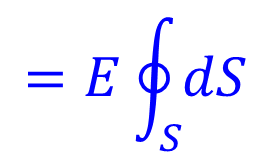 = E ∮_S dS